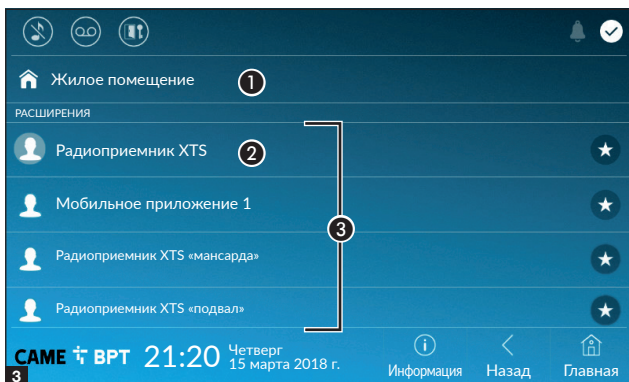 Жилое помещение 1
РАСШИРЕНИЯ
Радиоприемник XTS 2
Мобильное приложение 1
3
Радиоприемник XTS «мансарда»
Радиоприемник XTS «подвал»
CAME BPT 21:20 Четверг
15 марта 2018 г.
Информация Назад Главная
3